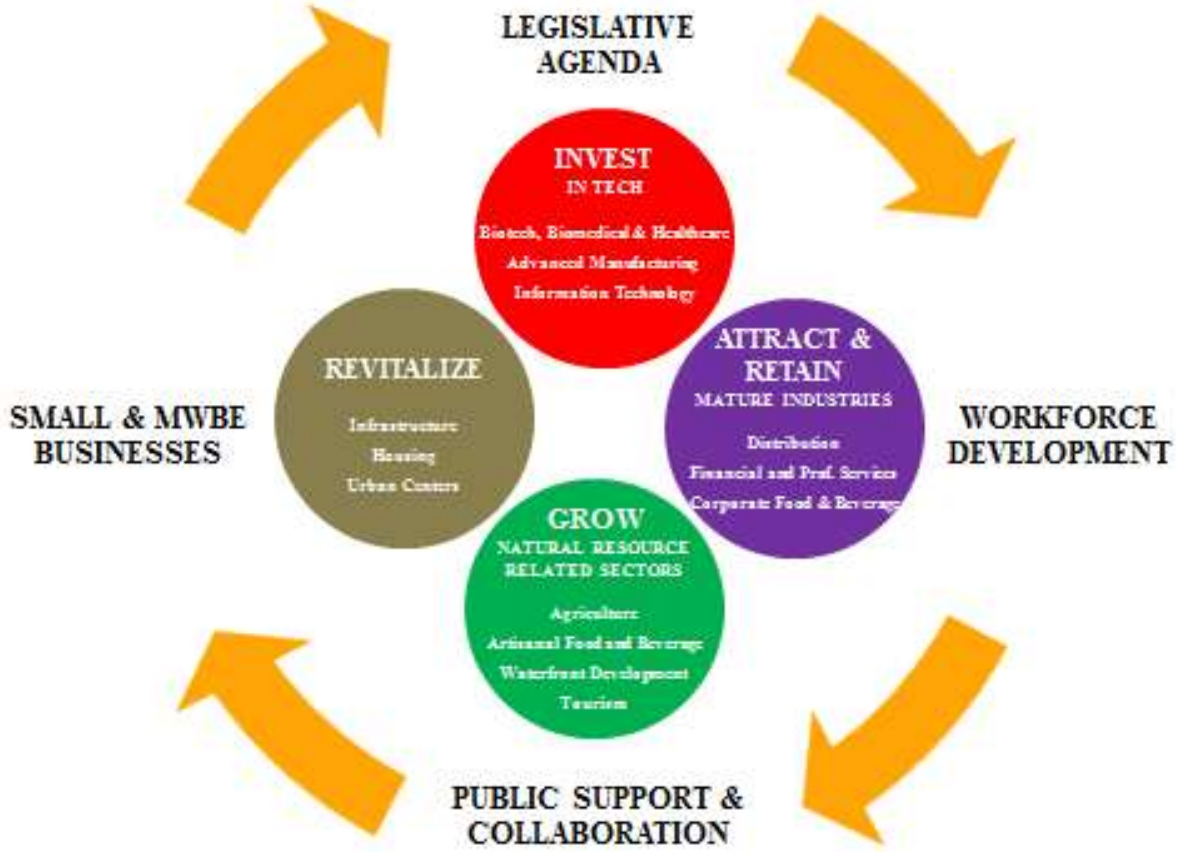 LEGISLATIVE
AGENDA
INVEST
IN TECH
Biotech, Biomedical & Healthcare
Advanced Manufacturing
Information Technology
ATTRACT &
RETAIN
MATURE INDUSTRIES
Distribution
Financial and Prof. Services
Corporate Food & Beverage
WORKFORCE
DEVELOPMENT
REVITALIZE
Infrastructure
Housing
Urban Centers
SMALL & MWBE
BUSINESSES
GROW
NATURAL RESOURCE
RELATED SECTORS
Agriculture
Artisanal Food and Beverage
Waterfront Development
Tourism
PUBLIC SUPPORT &
COLLABORATION